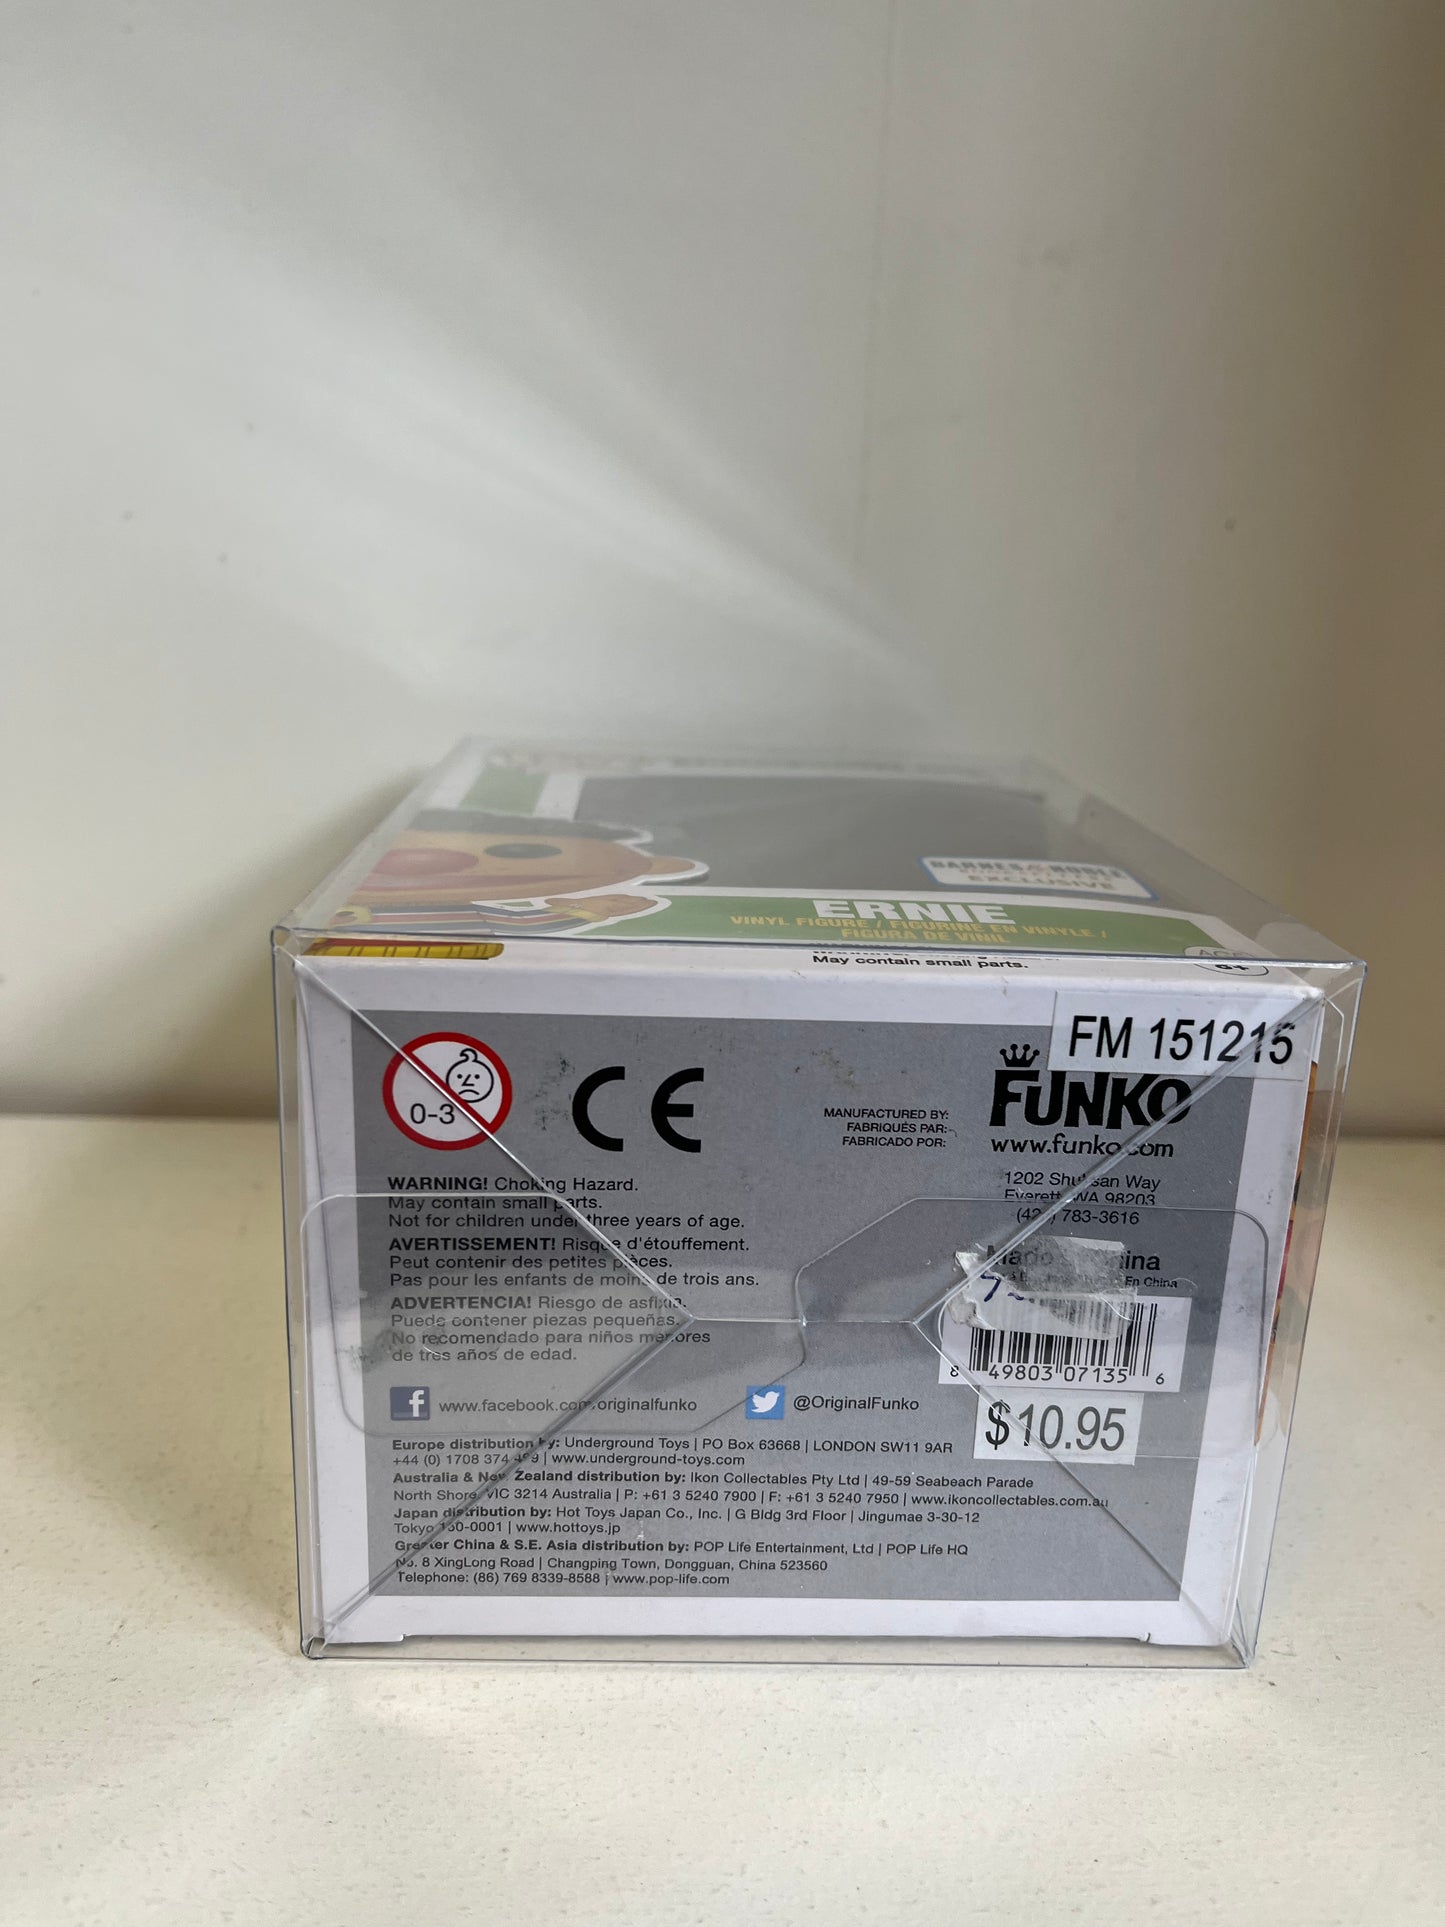 BARNES & NOBLE
EXCLUSIVE
ERNIE
VINYL FIGURE / FIGURINE EN VINYLE /
FIGURA DE VINIL
May contain small parts.
FM 151215
0-3
CE
MANUFACTURED BY:
FABRIQUÉS PAR:
FABRICADO POR:
FUNKO
www.funko.com
1202 Shuksan Way
Everett, WA 98203
(425) 783-3616
WARNING! Choking Hazard.
May contain small parts.
Not for children under three years of age.
AVERTISSEMENT! Risque d'étouffement.
Peut contenir des petites pièces.
Pas pour les enfants de moins de trois ans.
ADVERTENCIA! Riesgo de asfixia.
Puede contener piezas pequeñas.
No recomendado para niños menores
de tres años de edad.
Made China
En China
8 49803 07135 6
$10.95
www.facebook.com/originalfunko
@OriginalFunko
Europe distribution by: Underground Toys | PO Box 63668 | LONDON SW11 9AR
+44 (0) 1708 374 499 | www.underground-toys.com
Australia & New Zealand distribution by: Ikon Collectables Pty Ltd | 49-59 Seabeach Parade
North Shore, VIC 3214 Australia | P: +61 3 5240 7900 | F: +61 3 5240 7950 | www.ikoncollectables.com.au
Japan distribution by: Hot Toys Japan Co., Inc. | G Bldg 3rd Floor | Jingumae 3-30-12
Tokyo 150-0001 | www.hottoys.jp
Greater China & S.E. Asia distribution by: POP Life Entertainment, Ltd | POP Life HQ
No. 8 XingLong Road | Changping Town, Dongguan, China 523560
Telephone: (86) 769 8339-8588 | www.pop-life.com